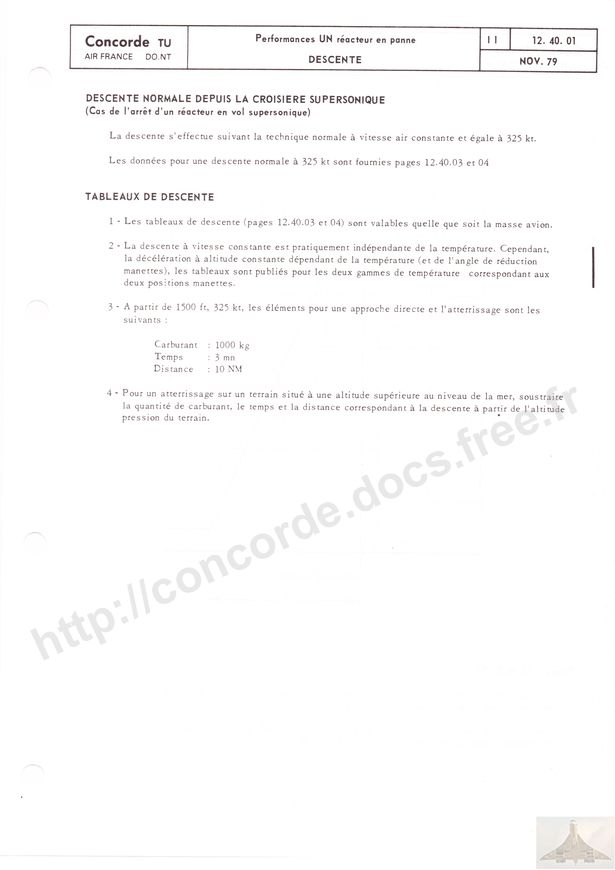 Concorde TU
AIR FRANCE DO.NT
Performances UN réacteur en panne
DESCENTE
11
12. 40. 01
NOV. 79
DESCENTE NORMALE DEPUIS LA CROISIERE SUPERSONIQUE
(Cas de l'arrêt d'un réacteur en vol supersonique)
La descente s'effectue suivant la technique normale à vitesse air constante et égale à 325 kt.
Les données pour une descente normale à 325 kt sont fournies pages 12.40.03 et 04
TABLEAUX DE DESCENTE
1 - Les tableaux de descente (pages 12.40.03 et 04) sont valables quelle que soit la masse avion.
2 - La descente à vitesse constante est pratiquement indépendante de la température. Cependant,
la décélération à altitude constante dépendant de la température (et de l'angle de réduction
manettes), les tableaux sont publiés pour les deux gammes de température correspondant aux
deux positions manettes.
3 - A partir de 1500 ft, 325 kt, les éléments pour une approche directe et l'atterrissage sont les
suivants :
Carburant : 1000 kg
Temps : 3 mn
Distance : 10 NM
4 - Pour un atterrissage sur un terrain situé à une altitude supérieure au niveau de la mer, soustraire
la quantité de carburant, le temps et la distance correspondant à la descente à partir de l'altitude
pression du terrain.
http://concorde.docs.free.fr